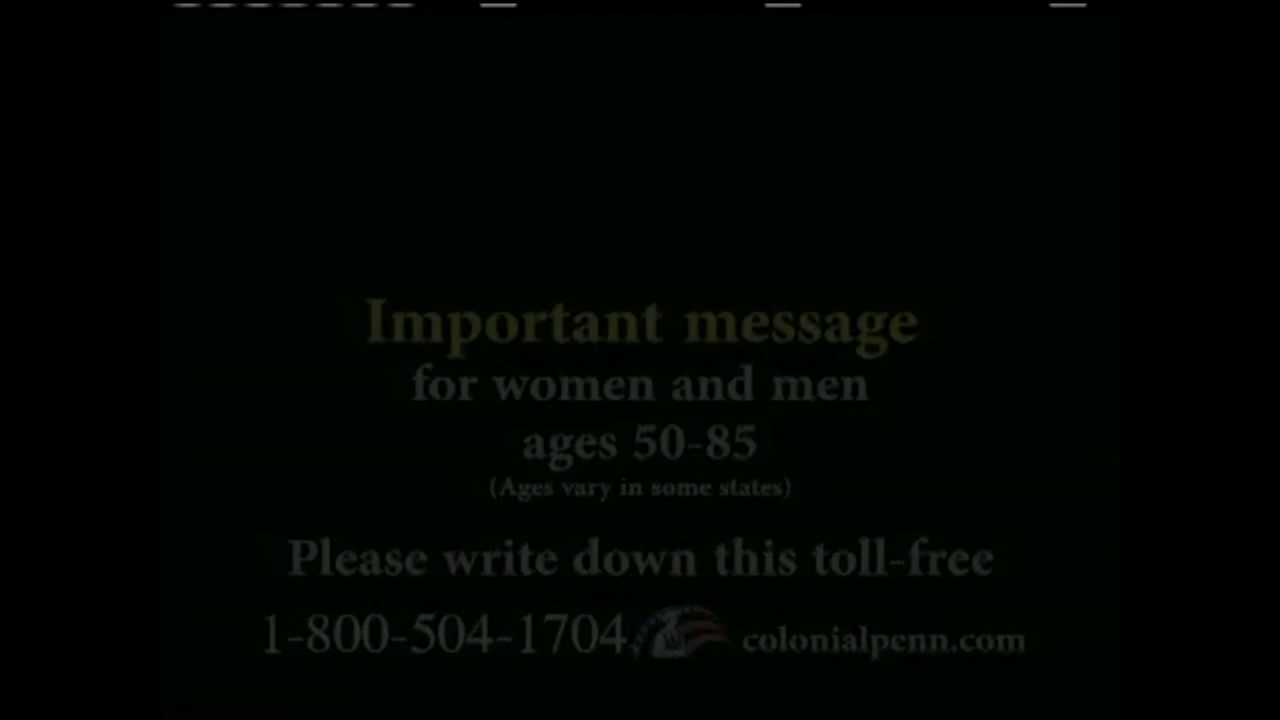 Important message
for women and men
ages 50-85
(Ages vary in some states)
Please write down this toll-free
1-800-504-1704 colonialpenn.com